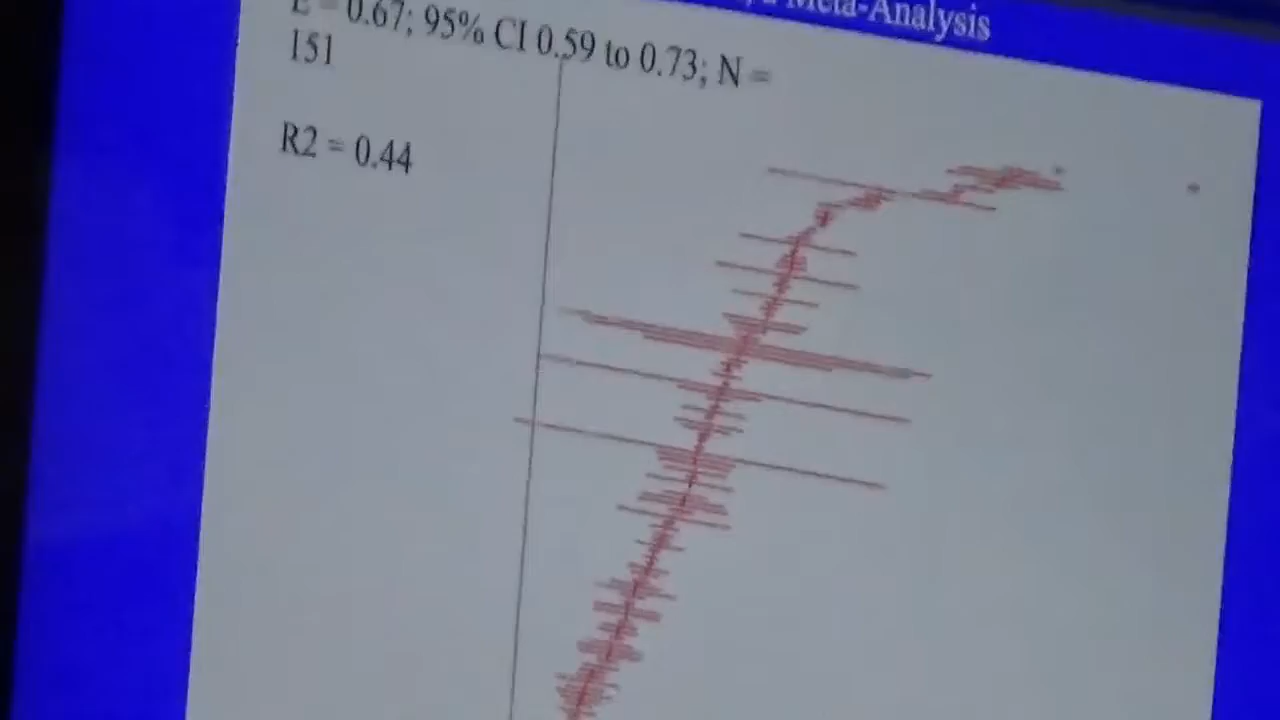 Meta-Analysis
E = 0.67; 95% CI 0.59 to 0.73; N =
151
R2 = 0.44